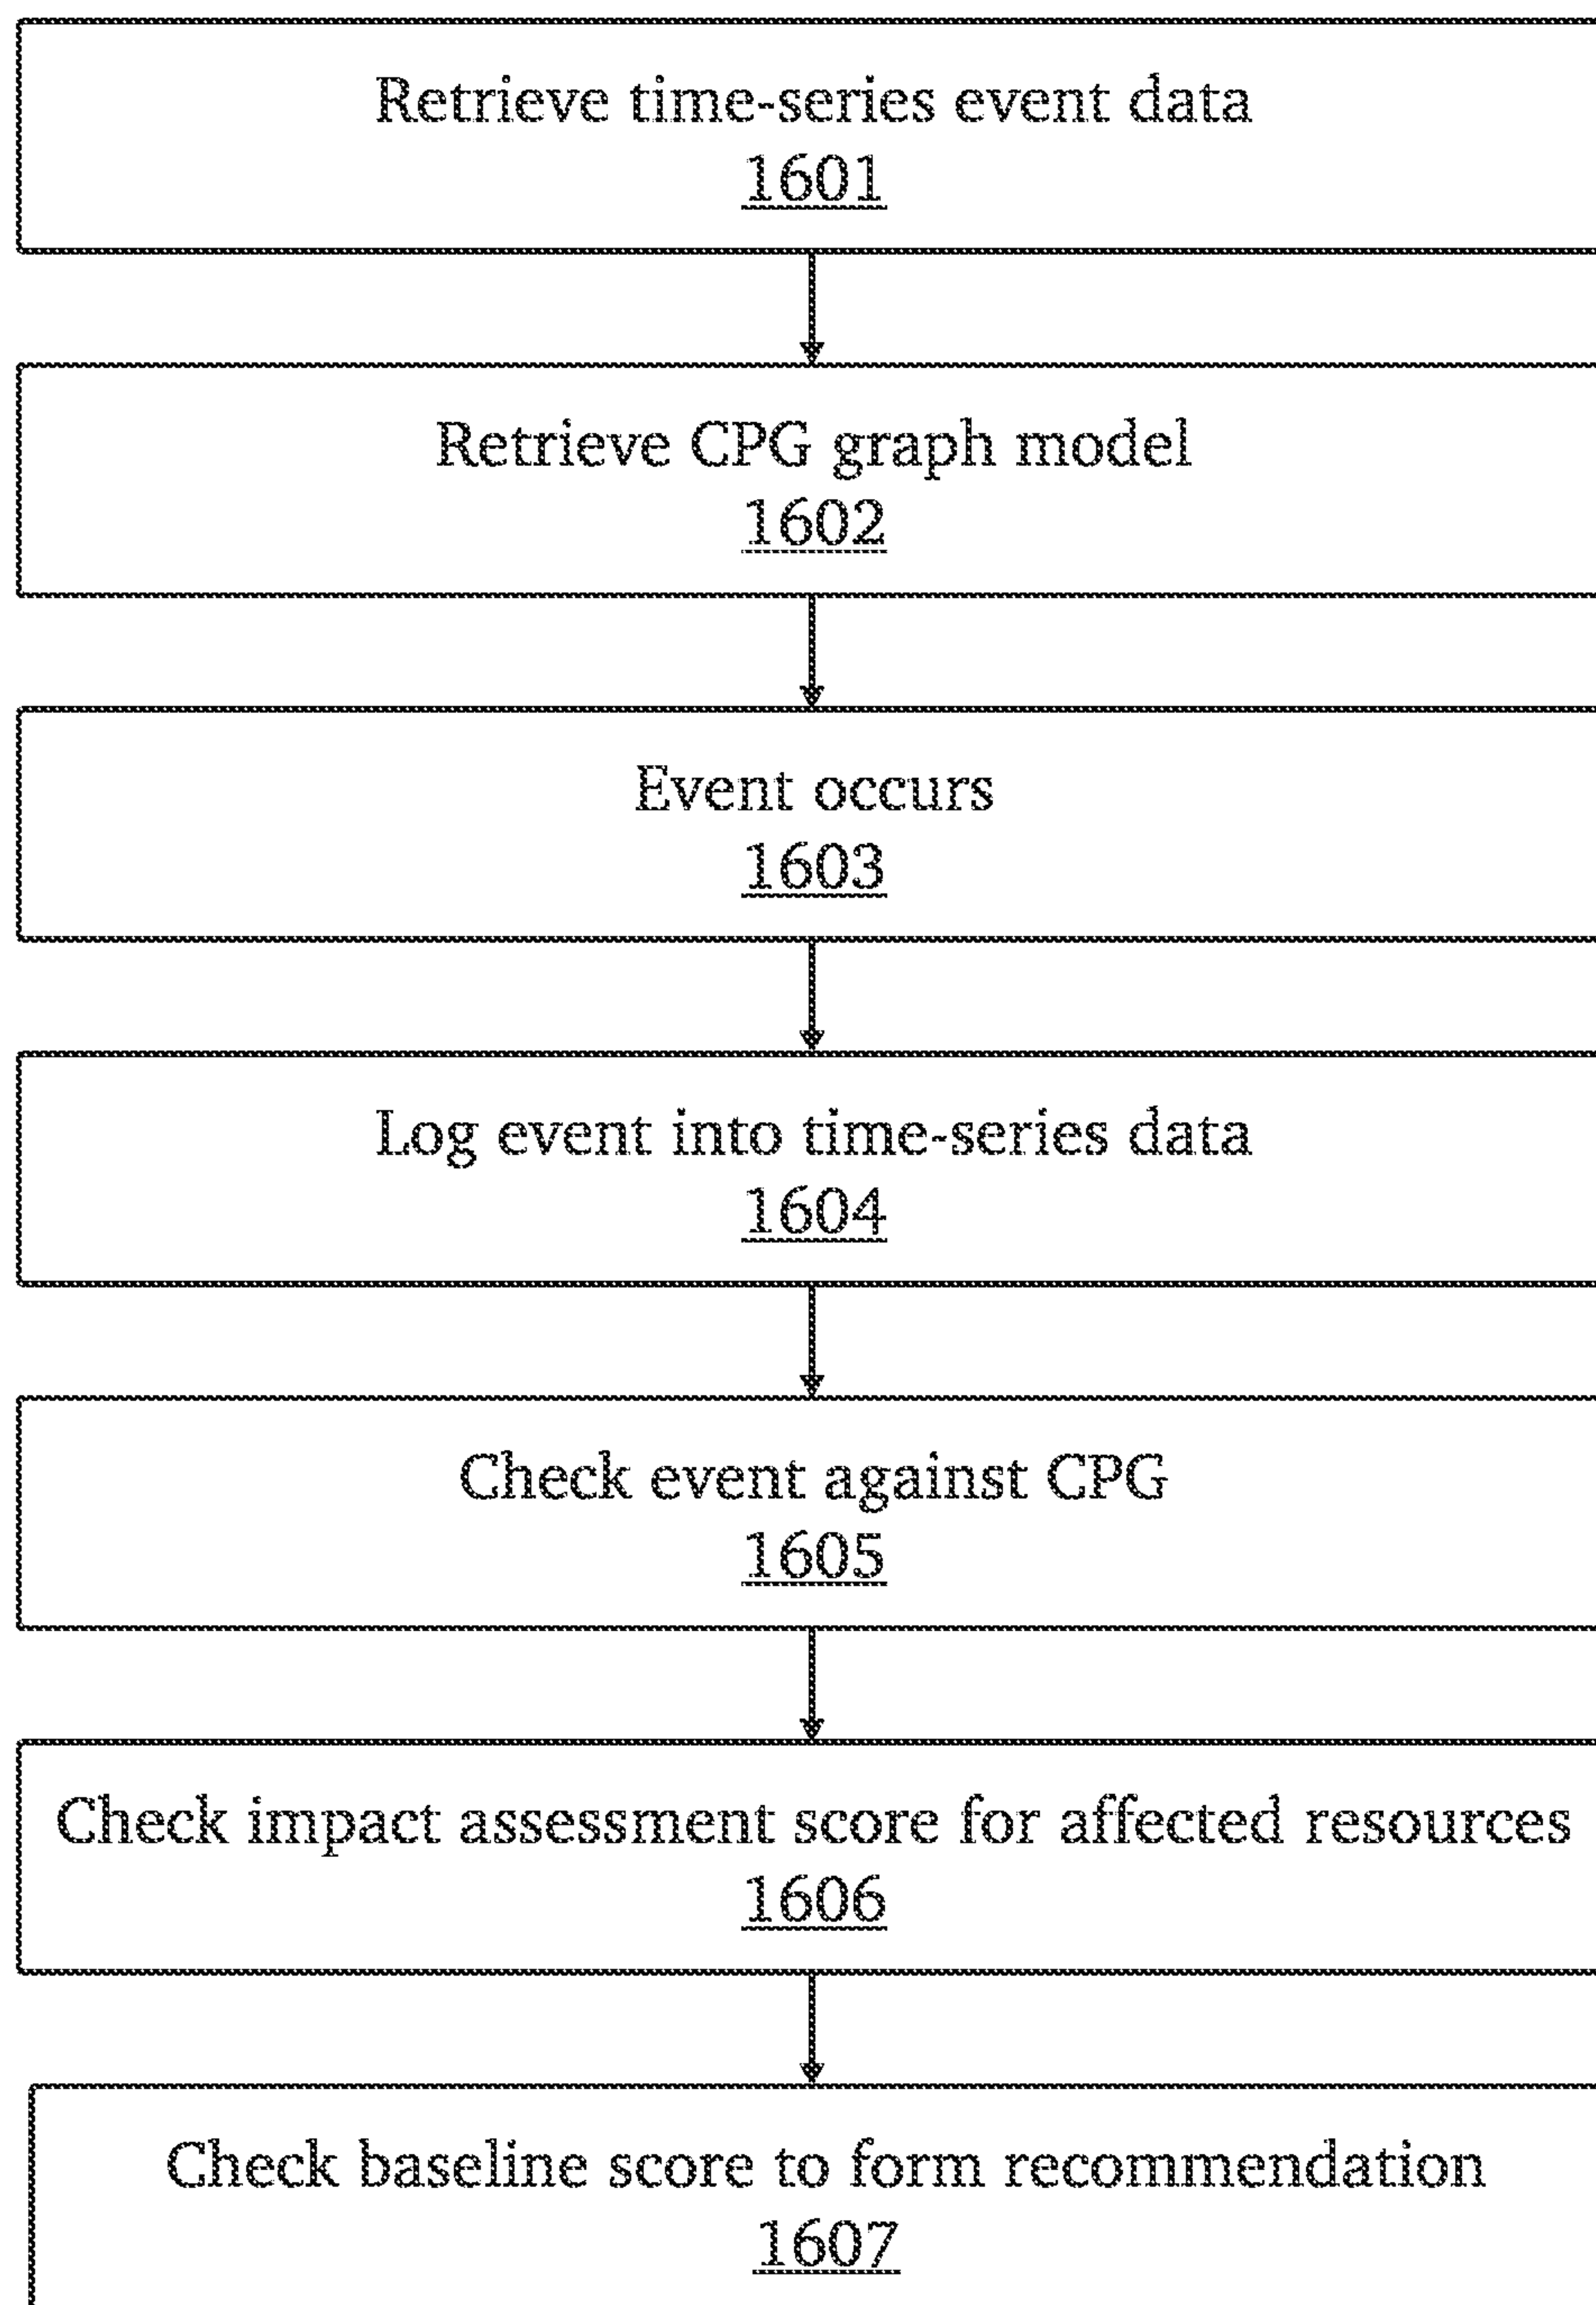 Retrieve time-series event data
1601
Retrieve CPG graph model
1602
Event occurs
1603
Log event into time-series data
1604
Check event against CPG
1605
Check impact assessment score for affected resources
1606
Check baseline score to form recommendation
1607